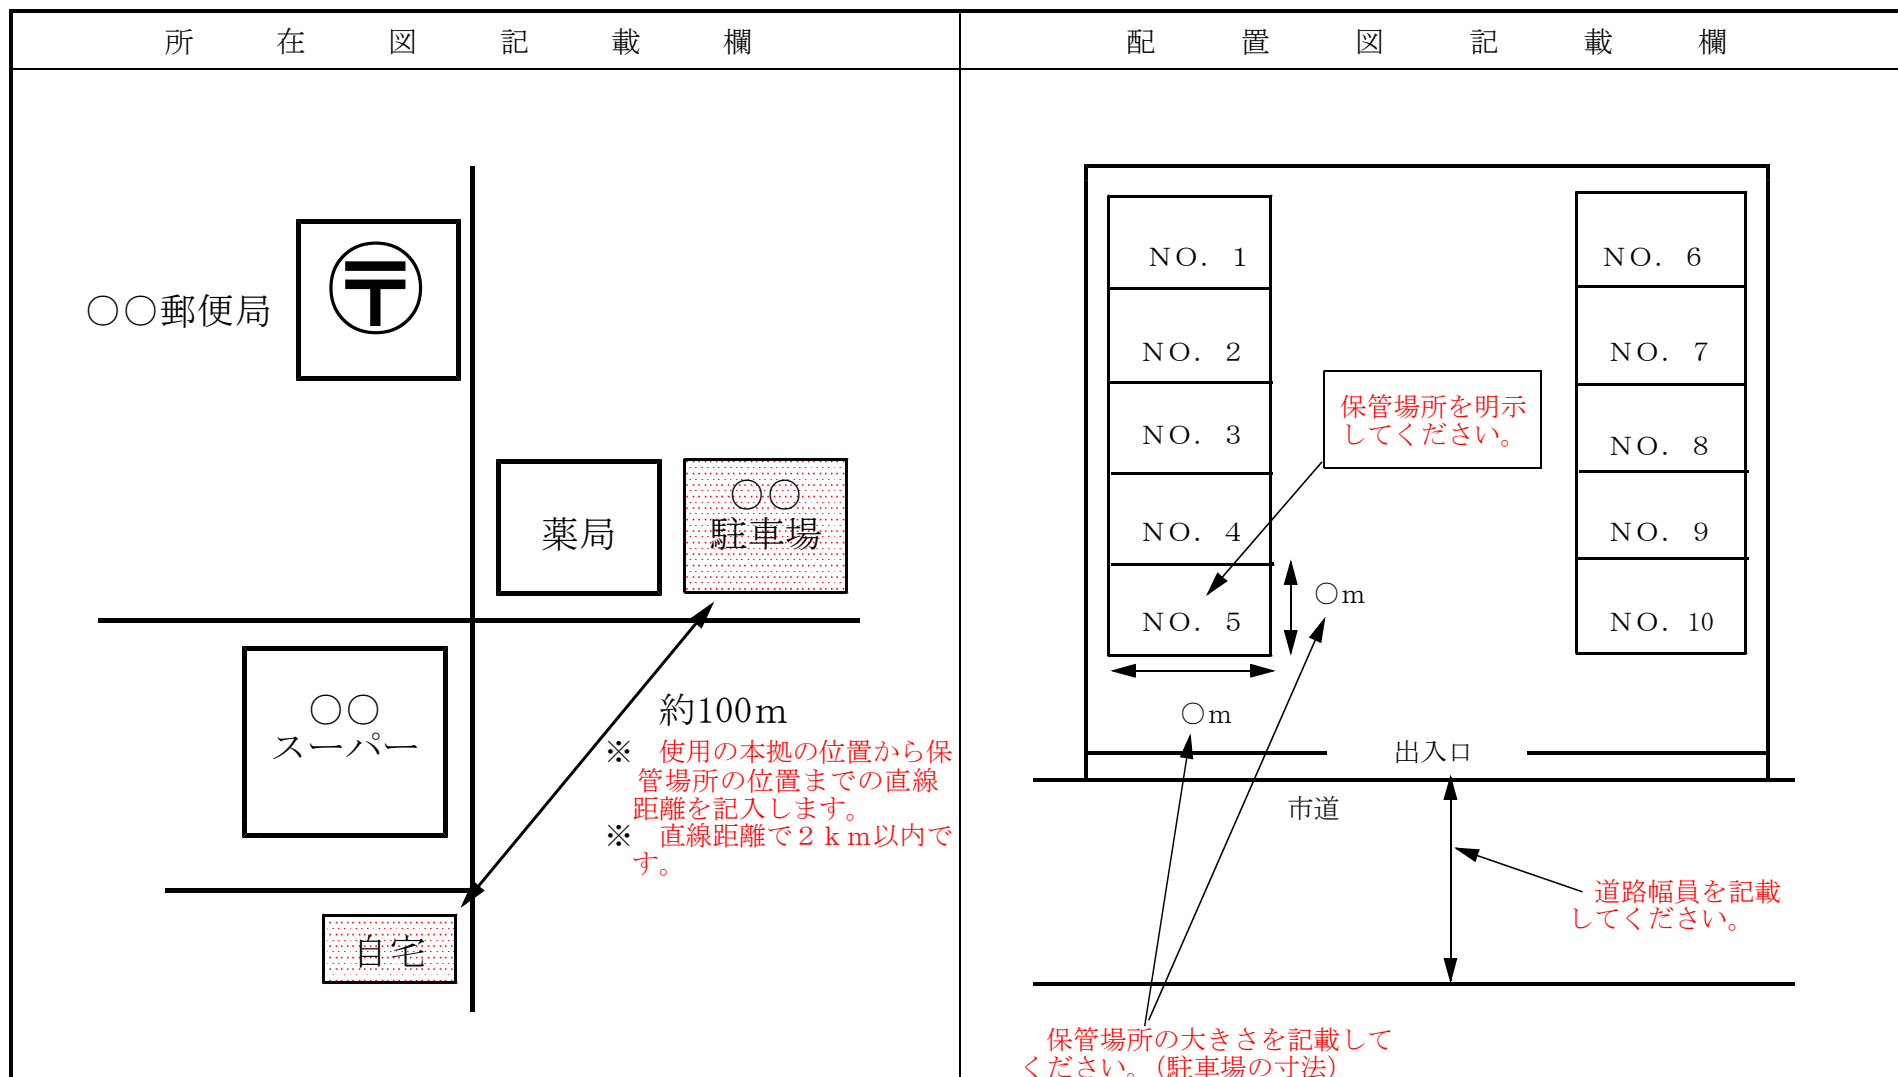 所在図記載欄
〒
○○郵便局
薬局
○○
駐車場
○○
スーパー
約100m
※　使用の本拠の位置から保
管場所の位置までの直線
距離を記入します。
※　直線距離で２ｋｍ以内で
す。
自宅
配置図記載欄
ＮＯ．１
ＮＯ．２
ＮＯ．３
ＮＯ．４
ＮＯ．５
ＮＯ．６
ＮＯ．７
ＮＯ．８
ＮＯ．９
ＮＯ．10
保管場所を明示
してください。
○ｍ
○ｍ
出入口
市道
道路幅員を記載
してください。
保管場所の大きさを記載して
ください。（駐車場の寸法）